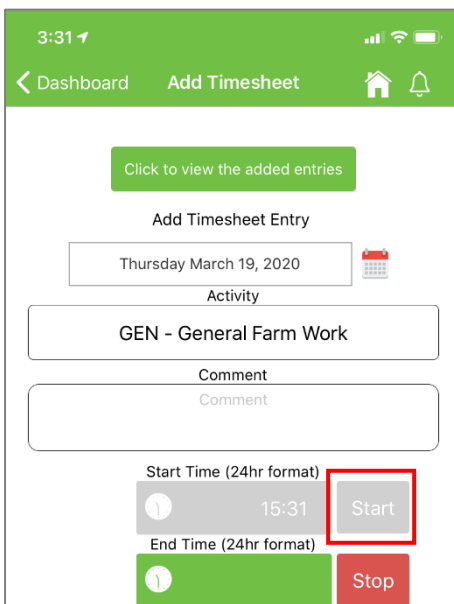 3:31
Dashboard Add Timesheet
Click to view the added entries
Add Timesheet Entry
Thursday March 19, 2020
Activity
GEN - General Farm Work
Comment
Comment
Start Time (24hr format)
15:31 Start
End Time (24hr format)
Stop